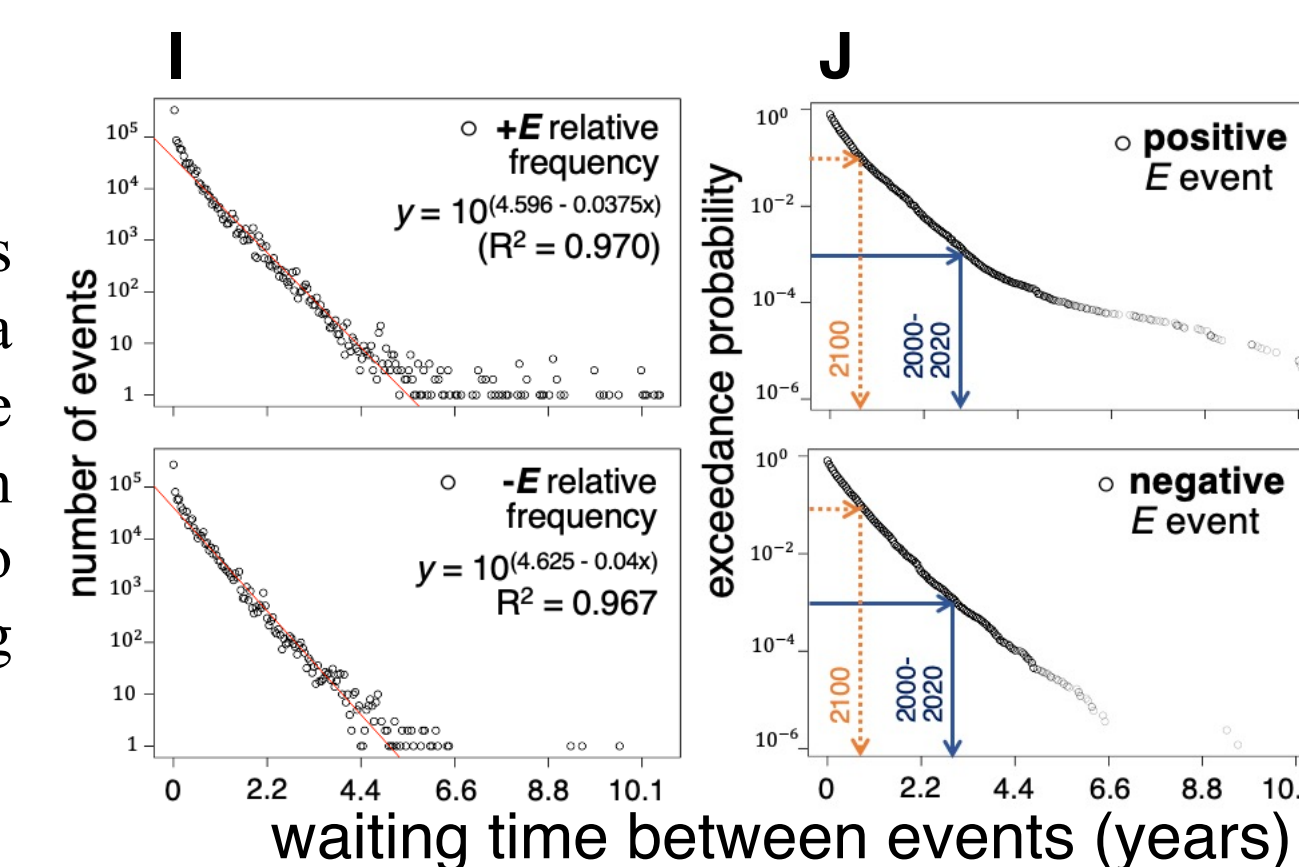 I
10⁵
10⁴
10³
10²
10
1
+E relative
frequency
y = 10^(4.596 - 0.0375x)
(R² = 0.970)
10⁵
10⁴
10³
10²
10
1
-E relative
frequency
y = 10^(4.625 - 0.04x)
R² = 0.967
number of events
0 2.2 4.4 6.6 8.8 10.1
J
10⁰
10⁻²
10⁻⁴
10⁻⁶
positive
E event
2100
2000-
2020
10⁰
10⁻²
10⁻⁴
10⁻⁶
negative
E event
2100
2000-
2020
exceedance probability
0 2.2 4.4 6.6 8.8 10.
waiting time between events (years)
s
a
e
n
o
g